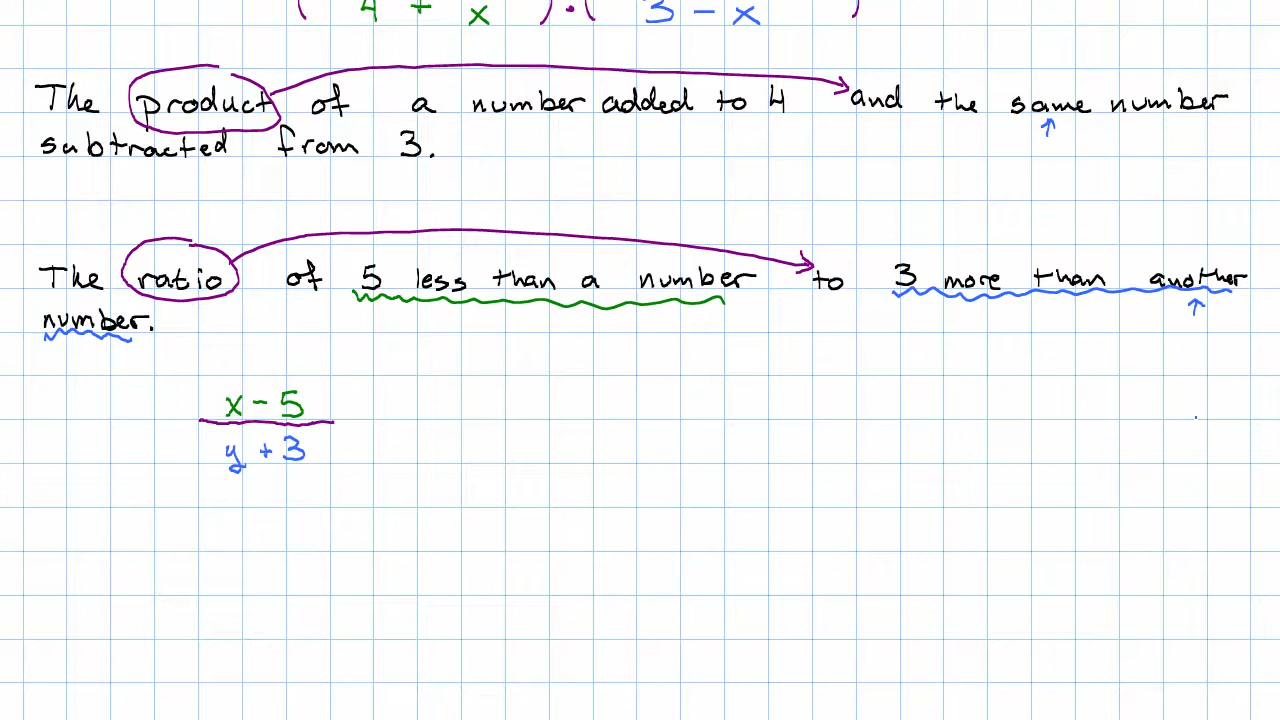 ( 4 + x ) • ( 3 - x )
The product of a number added to 4 and the same number
subtracted from 3.
The ratio of 5 less than a number to 3 more than another
number.
x - 5
y + 3